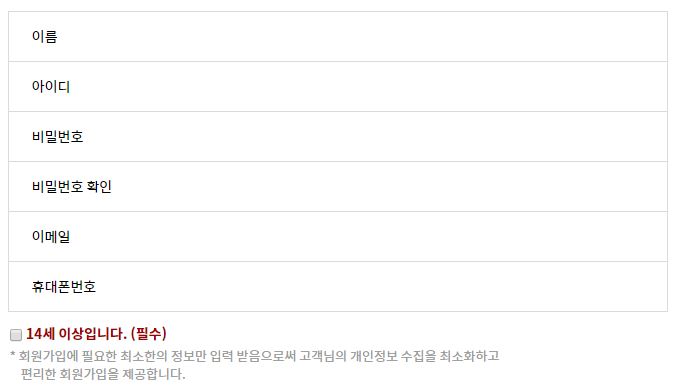 이름
아이디
비밀번호
비밀번호 확인
이메일
휴대폰번호
14세 이상입니다. (필수)
* 회원가입에 필요한 최소한의 정보만 입력 받음으로써 고객님의 개인정보 수집을 최소화하고
편리한 회원가입을 제공합니다.